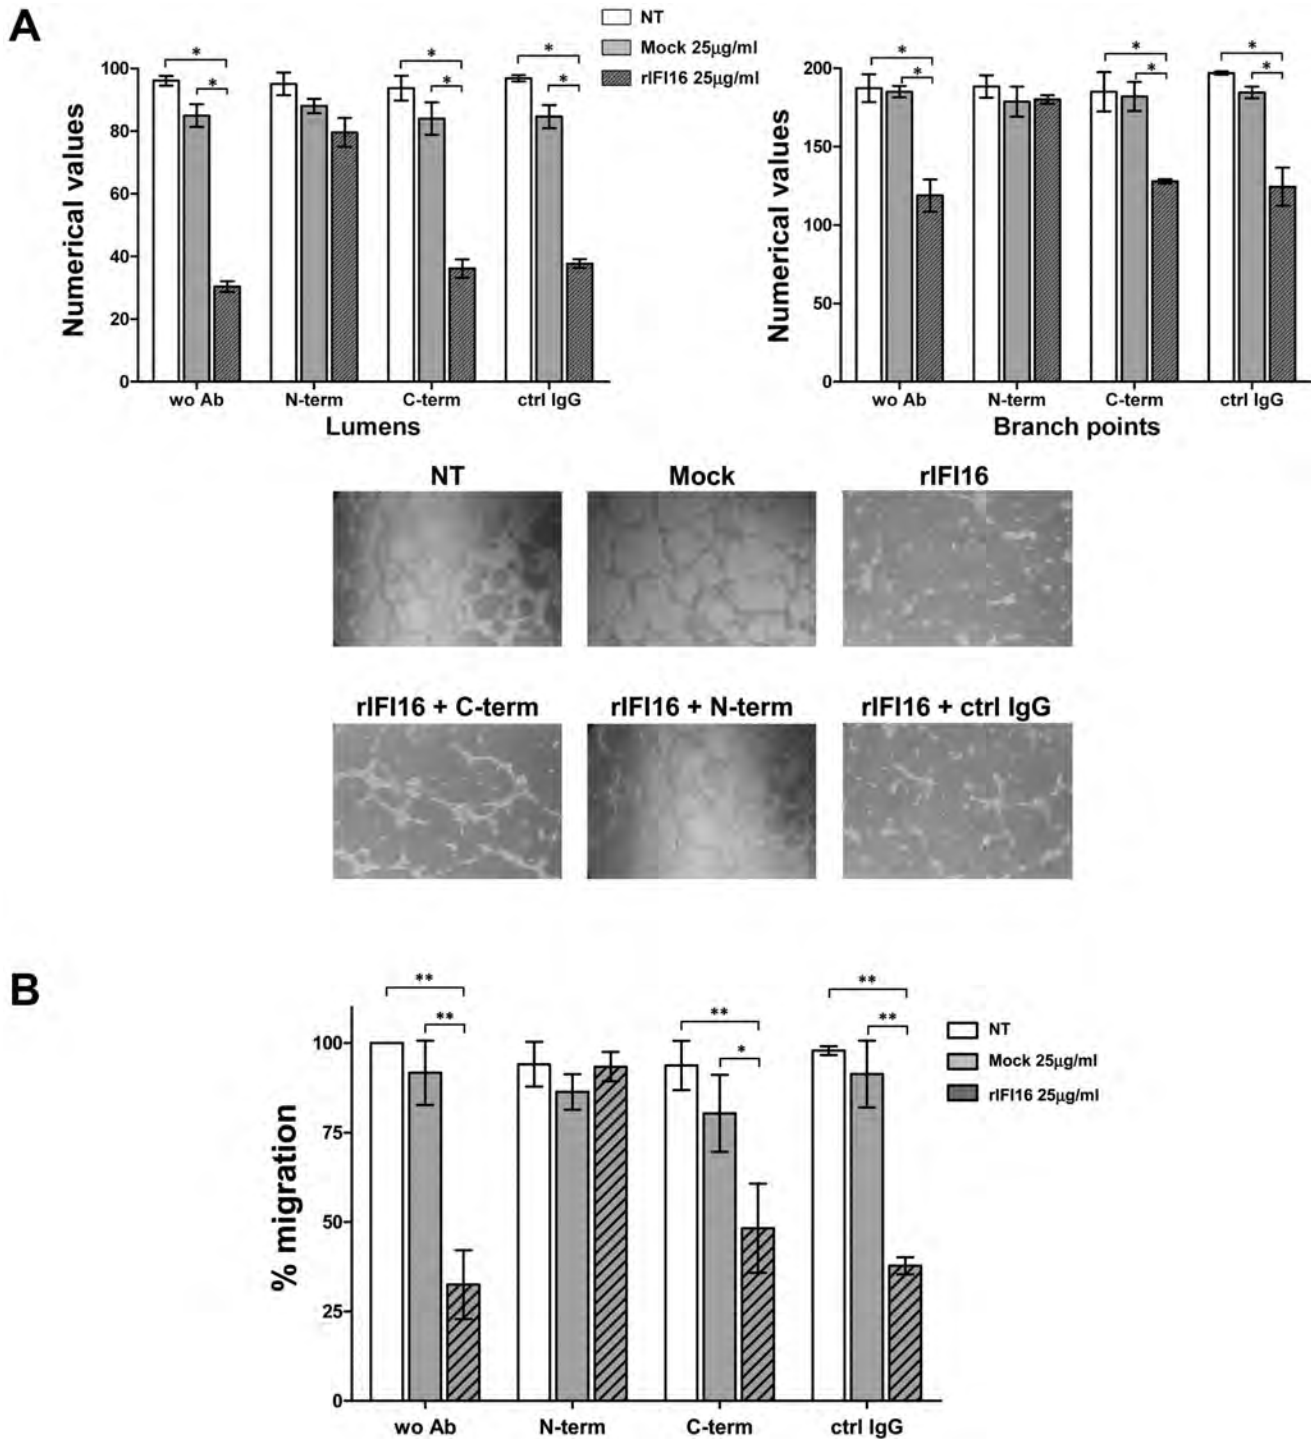 A
NT
Mock 25µg/ml
rIFI16 25µg/ml
* * * * * *
Numerical values
100
80
60
40
20
0
wo Ab N-term C-term ctrl IgG
Lumens
* * * * * *
Numerical values
200
150
100
50
0
wo Ab N-term C-term ctrl IgG
Branch points
NT Mock rIFI16
rIFI16 + C-term rIFI16 + N-term rIFI16 + ctrl IgG
B
** ** ** * ** **
NT
Mock 25µg/ml
rIFI16 25µg/ml
% migration
100
75
50
25
0
wo Ab N-term C-term ctrl IgG